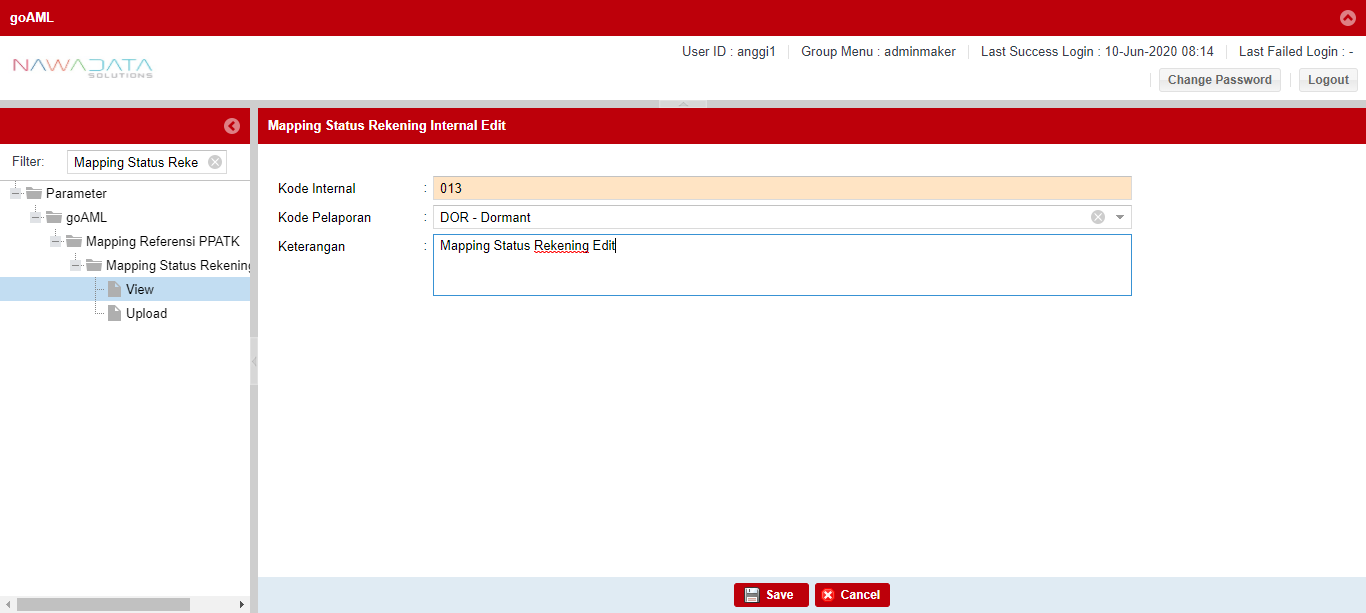 goAML
NAWADATA
SOLUTIONS
User ID : anggi1
Group Menu : adminmaker
Last Success Login : 10-Jun-2020 08:14
Last Failed Login : -
Change Password
Logout
Filter:
Mapping Status Reke
Parameter
goAML
Mapping Referensi PPATK
Mapping Status Rekening
View
Upload
Mapping Status Rekening Internal Edit
Kode Internal : 013
Kode Pelaporan : DOR - Dormant
Keterangan : Mapping Status Rekening Edit
Save
Cancel